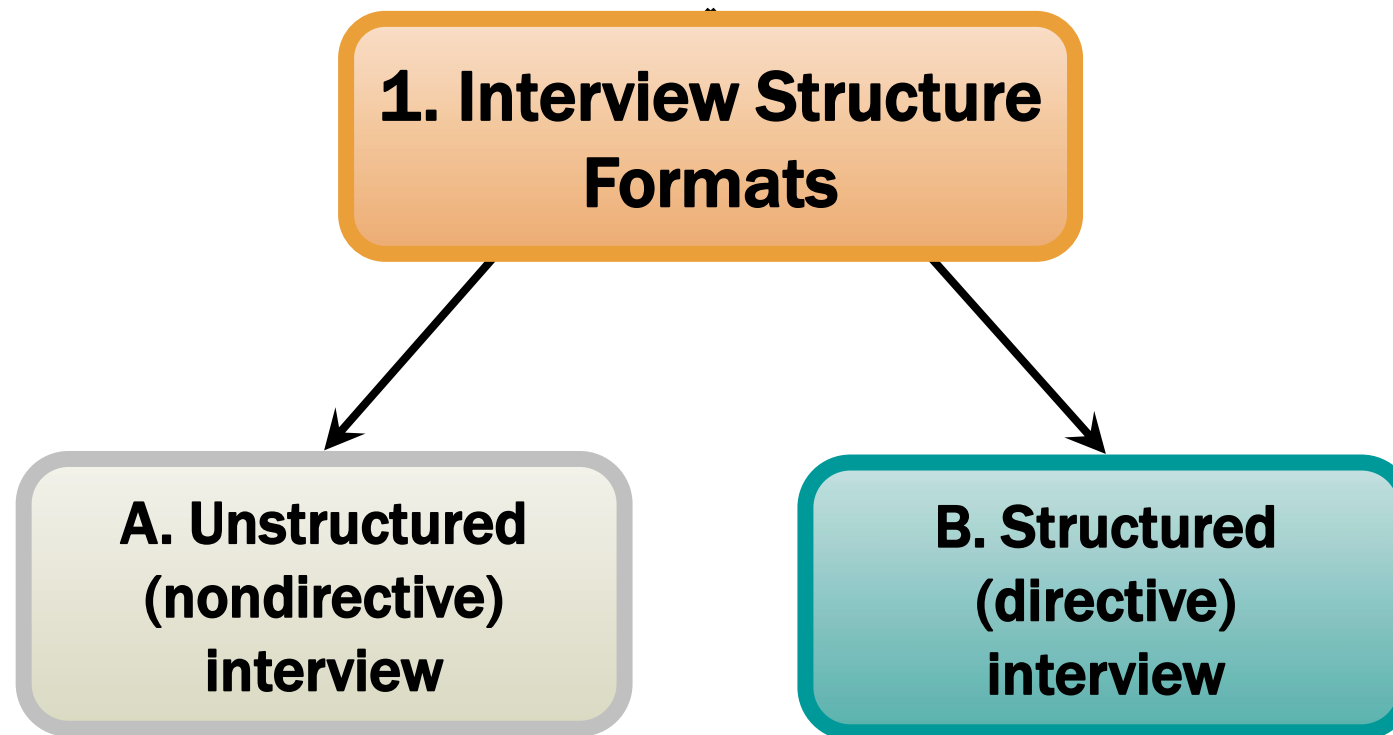 1. Interview Structure
Formats
A. Unstructured
(nondirective)
interview
B. Structured
(directive)
interview